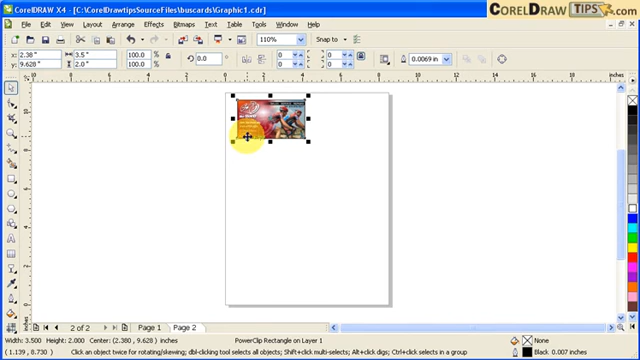 CorelDRAW X4 - [C:\CorelDrawtipsSourceFiles\buscards\Graphic1.cdr]
CORELDRAW TIPS.com
File Edit View Layout Arrange Effects Bitmaps Text Table Tools Window Help
110% Snap to
x: 2.38 " 3.5 " 100.0 0.0 0 0 0.0069 "
y: 9.628 " 2.0 " 100.0 0 0
inches
2 of 2 Page 1 Page 2
Width: 3.500 Height: 2.000 Center: (2.380, 9.628) inches PowerClip Rectangle on Layer 1 None
( 1.139, 8.730) Click an object twice for rotating/skewing; dbl-clicking tool selects all objects; Shift+click multi-selects; Alt+click digs; Ctrl+click selects in a group Black 0.007 inches